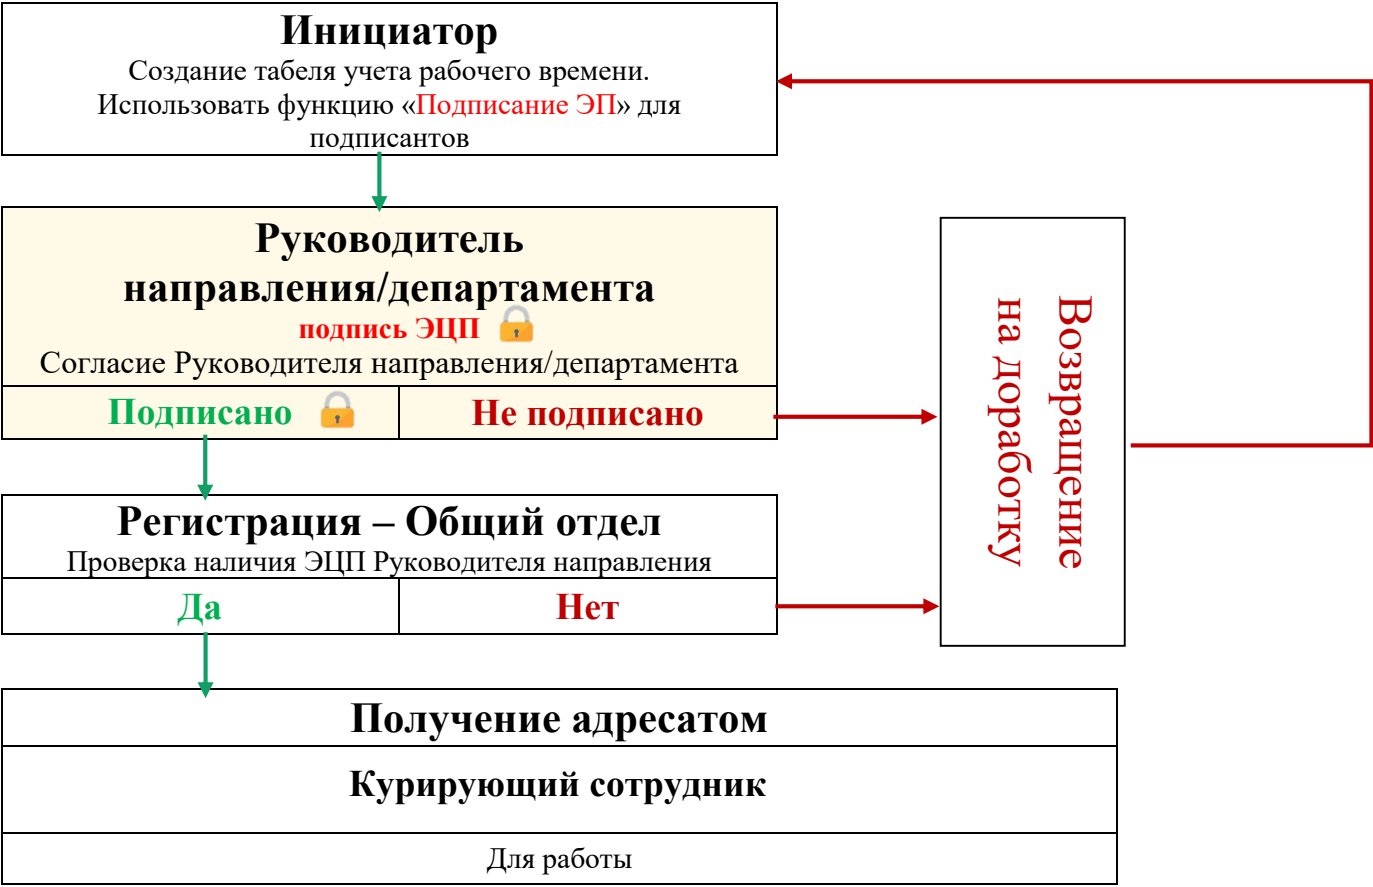 Инициатор
Создание табеля учета рабочего времени.
Использовать функцию «Подписание ЭП» для
подписантов
Руководитель
направления/департамента
подпись ЭЦП
Согласие Руководителя направления/департамента
Подписано
Не подписано
Возвращение
на доработку
Регистрация – Общий отдел
Проверка наличия ЭЦП Руководителя направления
Да
Нет
Получение адресатом
Курирующий сотрудник
Для работы